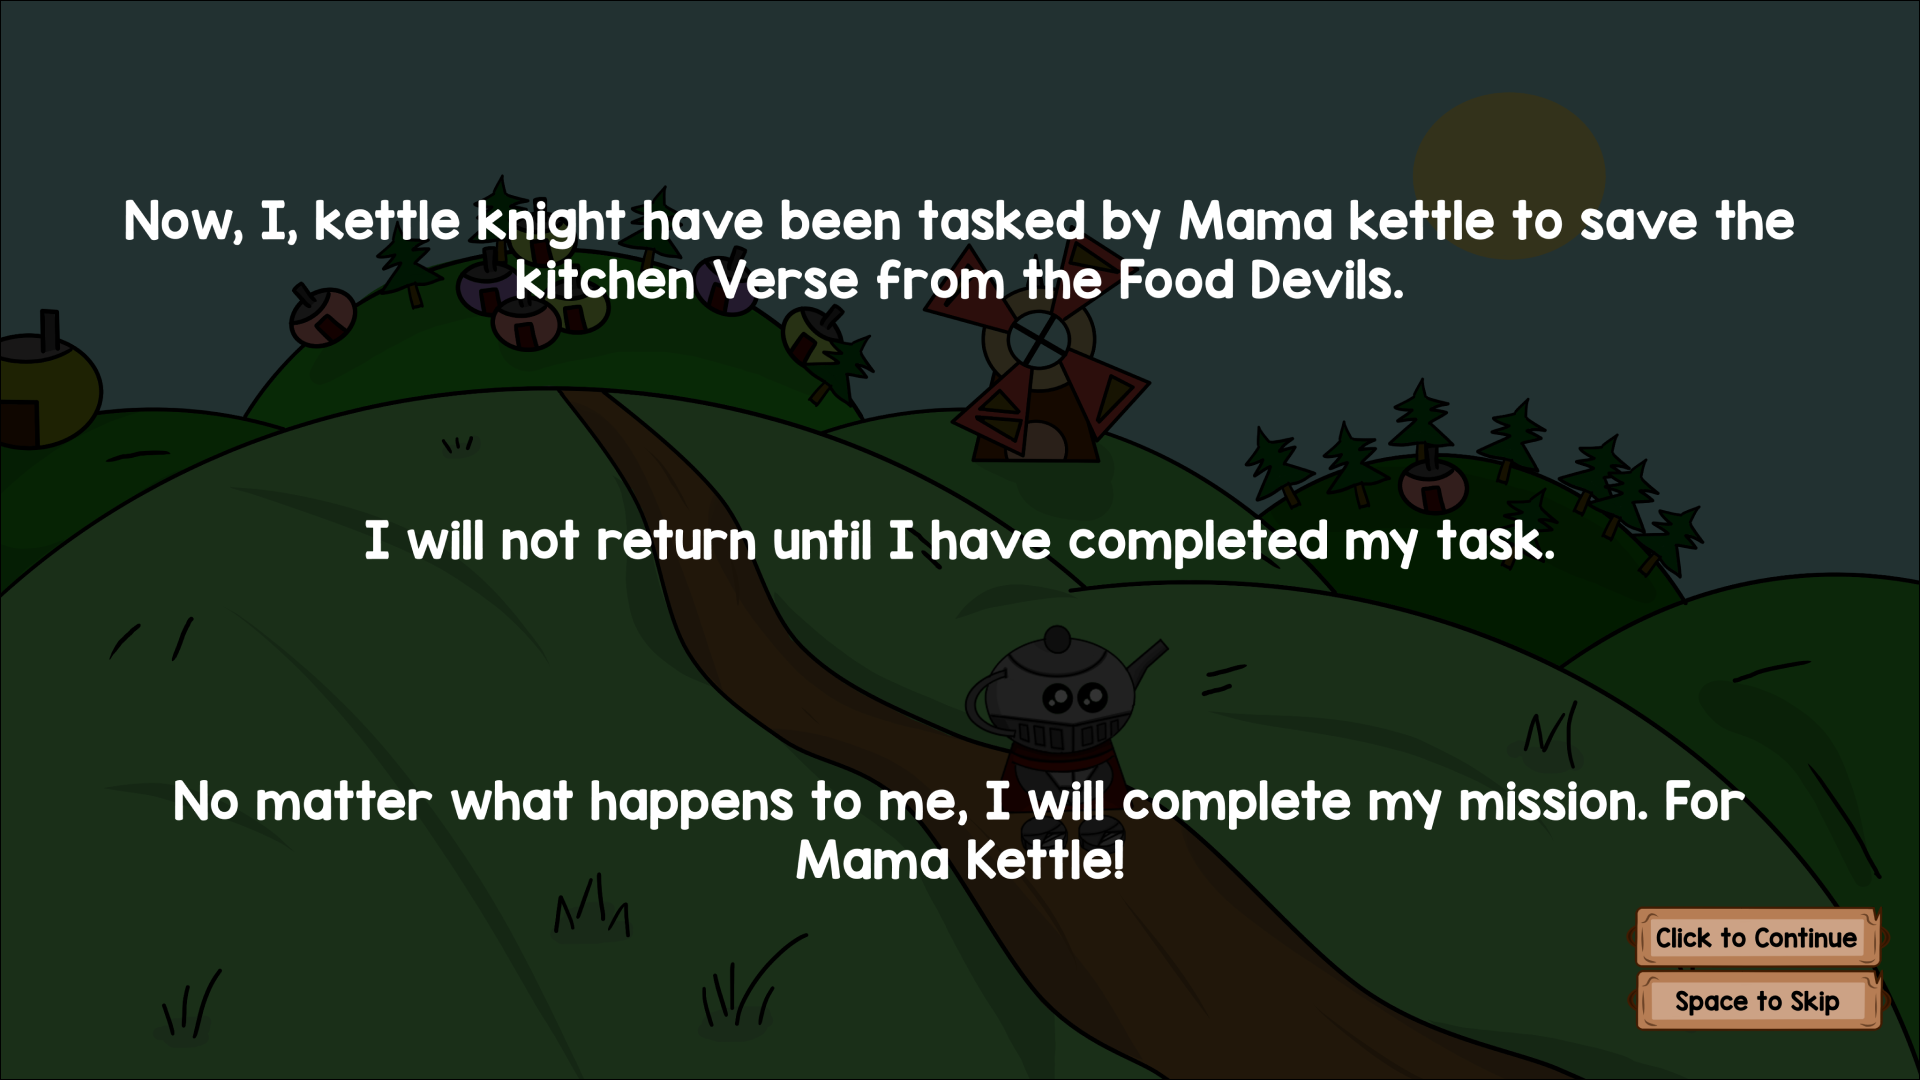 Now, I, kettle knight have been tasked by Mama kettle to save the
kitchen Verse from the Food Devils.
I will not return until I have completed my task.
No matter what happens to me, I will complete my mission. For
Mama Kettle!
Click to Continue
Space to Skip